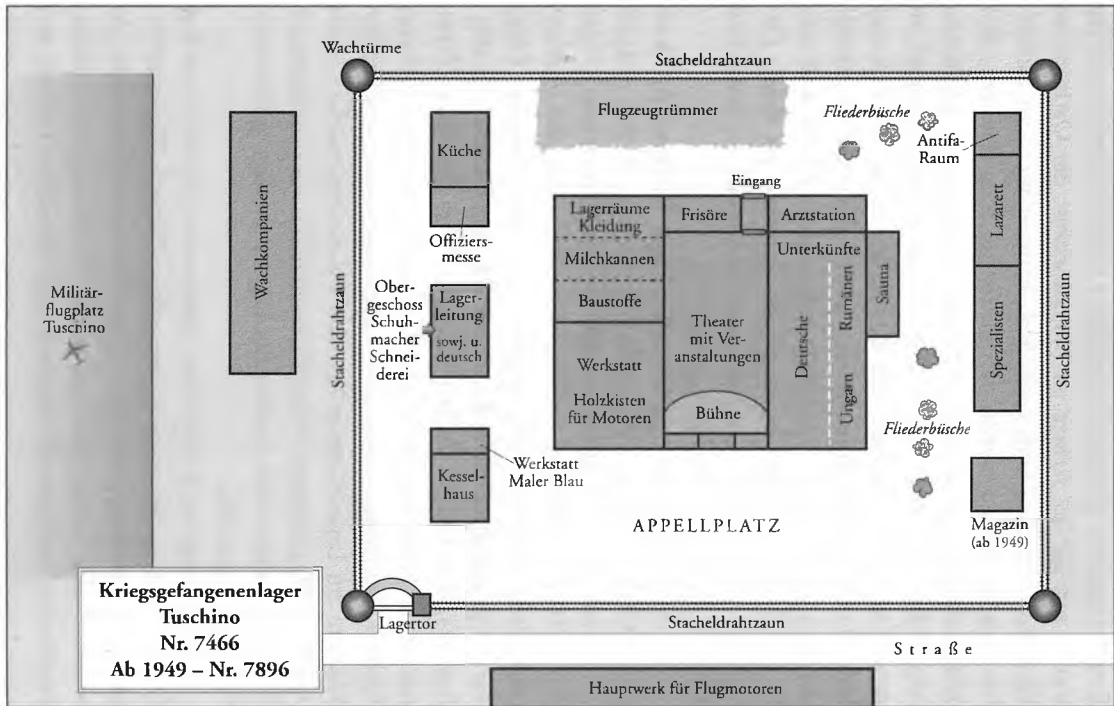 Wachtürme
Stacheldrahtzaun
Flugzeugtrümmer
Fliederbüsche
Antifa-
Raum
Küche
Offiziers-
messe
Wachkompanien
Militär-
flugplatz
Tuschino
Stacheldrahtzaun
Ober-
geschoss
Schuh-
macher
Schnei-
derei
Lager-
leitung
sowj. u.
deutsch
Werkstatt
Maler Blau
Kessel-
haus
Eingang
Lagerräume
Kleidung
Milchkannen
Baustoffe
Werkstatt
Holzkisten
für Motoren
Frisöre
Theater
mit Ver-
anstaltungen
Bühne
Arztstation
Unterkünfte
Deutsche
Rumänen
Ungarn
Sauna
Lazarett
Spezialisten
Stacheldrahtzaun
Fliederbüsche
Magazin
(ab 1949)
APPELLPLATZ
Lagertor
Stacheldrahtzaun
Straße
Hauptwerk für Flugmotoren
Kriegsgefangenenlager
Tuschino
Nr. 7466
Ab 1949 – Nr. 7896